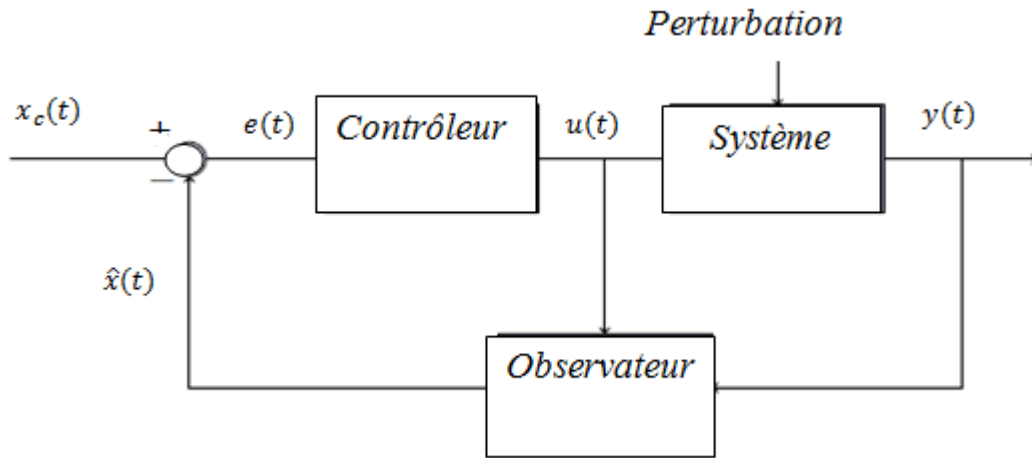 Perturbation
x_c(t)
+
e(t)
Contrôleur
u(t)
Système
y(t)
−
x̂(t)
Observateur